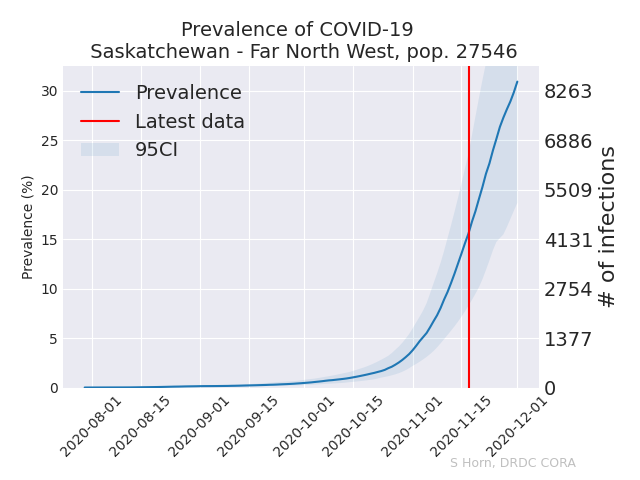 Prevalence of COVID-19
Saskatchewan - Far North West, pop. 27546
Prevalence
Latest data
95CI
Prevalence (%)
30
25
20
15
10
5
0
8263
6886
5509
4131
2754
1377
0
# of infections
2020-08-01
2020-08-15
2020-09-01
2020-09-15
2020-10-01
2020-10-15
2020-11-01
2020-11-15
2020-12-01
S Horn, DRDC CORA